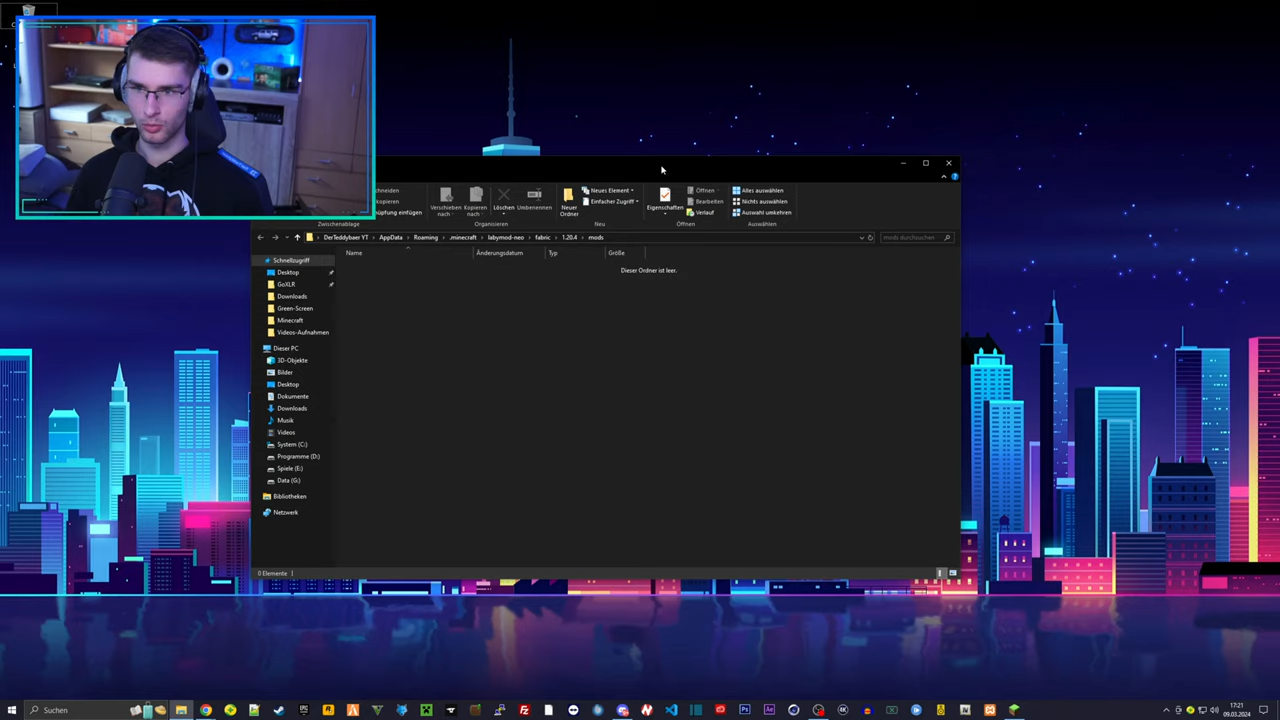 chneiden
kopieren
nüpfung einfügen
Zwischenablage
Verschieben nach
Kopieren nach
Löschen
Umbenennen
Organisieren
Neuer Ordner
Neues Element
Einfacher Zugriff
Neu
Eigenschaften
Öffnen
Bearbeiten
Verlauf
Öffnen
Alles auswählen
Nichts auswählen
Auswahl umkehren
Auswählen
DerTeddybaer YT > AppData > Roaming > .minecraft > labymod-neo > fabric > 1.20.4 > mods
mods durchsuchen
Name Änderungsdatum Typ Größe
Dieser Ordner ist leer.
Schnellzugriff
Desktop
GoXLR
Downloads
Green-Screen
Minecraft
Videos-Aufnahmen
Dieser PC
3D-Objekte
Bilder
Desktop
Dokumente
Downloads
Musik
Videos
System (C:)
Programme (D:)
Spiele (E:)
Data (G:)
Bibliotheken
Netzwerk
0 Elemente
Suchen
17:21
09.03.2024